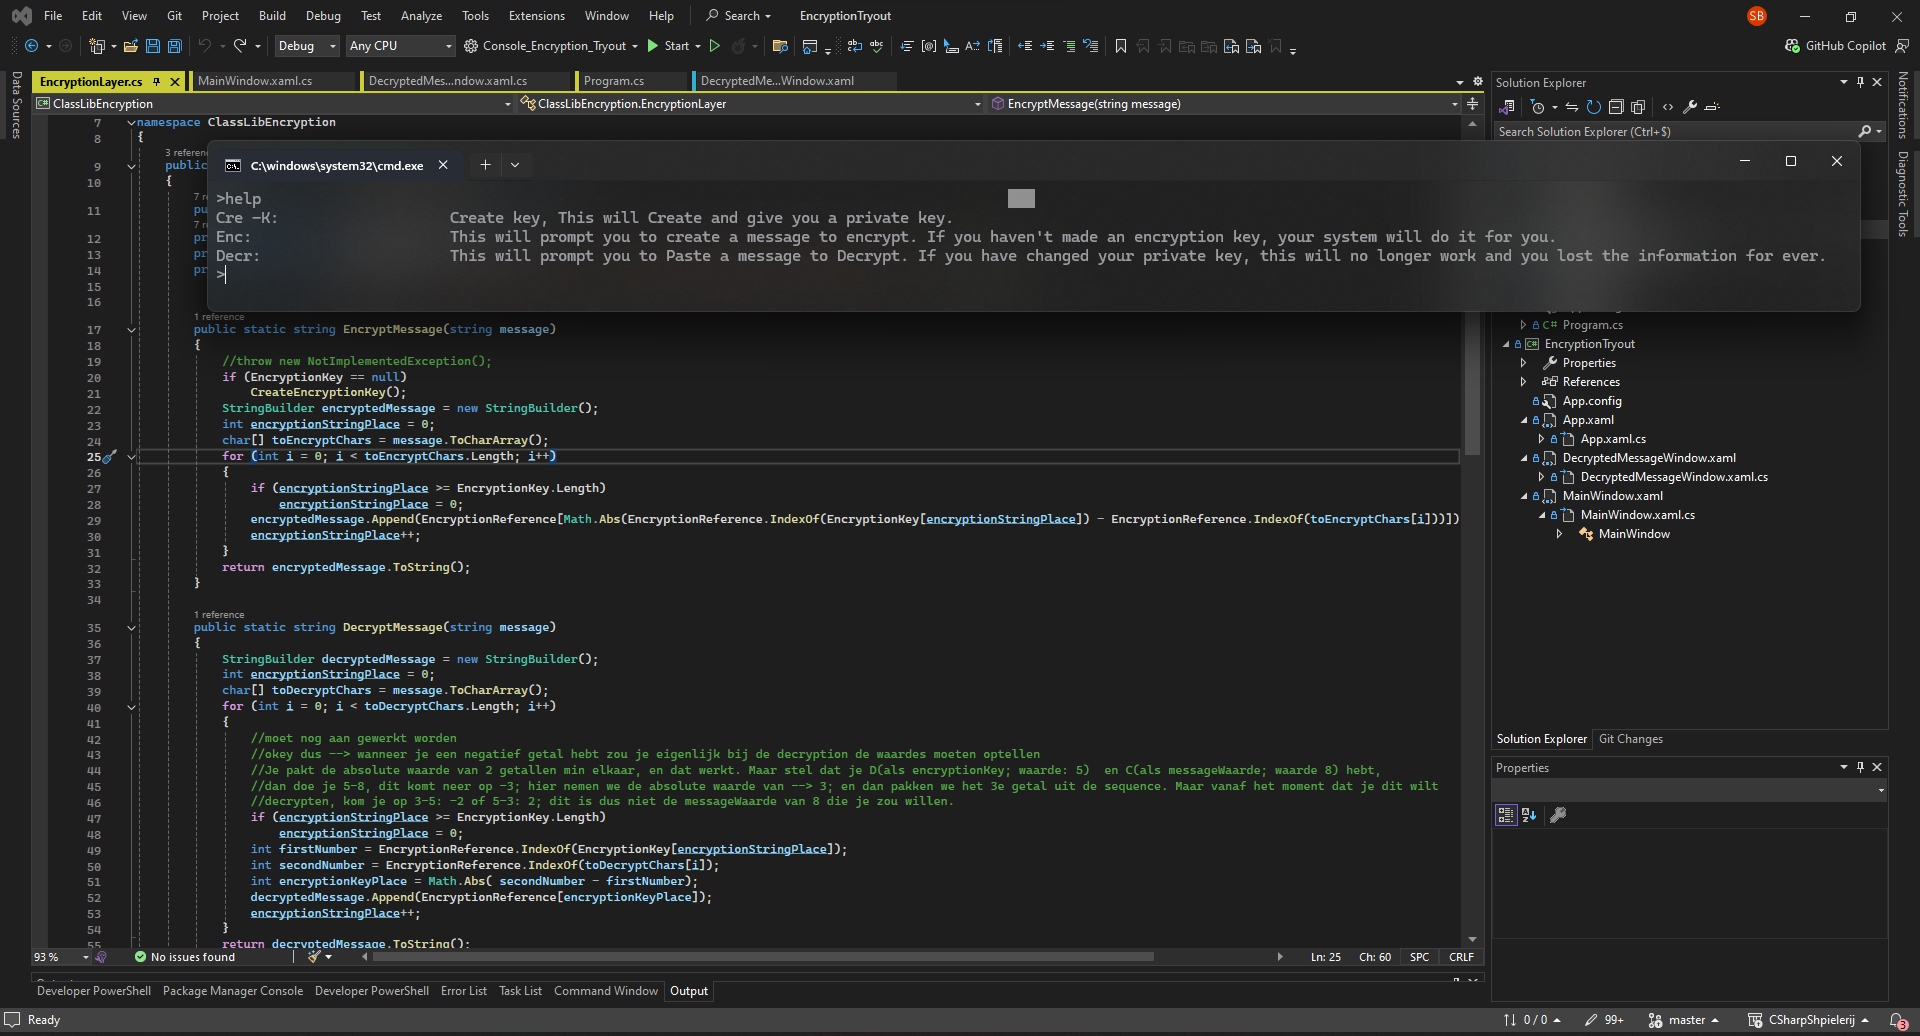 File Edit View Git Project Build Debug Test Analyze Tools Extensions Window Help Search EncryptionTryout SB
Debug Any CPU Console_Encryption_Tryout Start GitHub Copilot
EncryptionLayer.cs MainWindow.xaml.cs DecryptedMes...ndow.xaml.cs Program.cs DecryptedMe...Window.xaml
ClassLibEncryption ClassLibEncryption.EncryptionLayer EncryptMessage(string message)
Data Sources
7 namespace ClassLibEncryption
8 {
3 referenc
9 public
10 {
7 re
11 pu
7 re
12 pr
13 pr
14 pr
15
16
C:\windows\system32\cmd.exe
>help
Cre -K: Create key, This will Create and give you a private key.
Enc: This will prompt you to create a message to encrypt. If you haven't made an encryption key, your system will do it for you.
Decr: This will prompt you to Paste a message to Decrypt. If you have changed your private key, this will no longer work and you lost the information for ever.
>
1 reference
17 public static string EncryptMessage(string message)
18 {
19 //throw new NotImplementedException();
20 if (EncryptionKey == null)
21 CreateEncryptionKey();
22 StringBuilder encryptedMessage = new StringBuilder();
23 int encryptionStringPlace = 0;
24 char[] toEncryptChars = message.ToCharArray();
25 for (int i = 0; i < toEncryptChars.Length; i++)
26 {
27 if (encryptionStringPlace >= EncryptionKey.Length)
28 encryptionStringPlace = 0;
29 encryptedMessage.Append(EncryptionReference[Math.Abs(EncryptionReference.IndexOf(EncryptionKey[encryptionStringPlace]) - EncryptionReference.IndexOf(toEncryptChars[i]))])
30 encryptionStringPlace++;
31 }
32 return encryptedMessage.ToString();
33 }
34
1 reference
35 public static string DecryptMessage(string message)
36 {
37 StringBuilder decryptedMessage = new StringBuilder();
38 int encryptionStringPlace = 0;
39 char[] toDecryptChars = message.ToCharArray();
40 for (int i = 0; i < toDecryptChars.Length; i++)
41 {
42 //moet nog aan gewerkt worden
43 //okey dus --> wanneer je een negatief getal hebt zou je eigenlijk bij de decryption de waardes moeten optellen
44 //Je pakt de absolute waarde van 2 getallen min elkaar, en dat werkt. Maar stel dat je D(als encryptionKey; waarde: 5)  en C(als messageWaarde; waarde 8) hebt,
45 //dan doe je 5-8, dit komt neer op -3; hier nemen we de absolute waarde van --> 3; en dan pakken we het 3e getal uit de sequence. Maar vanaf het moment dat je dit wilt
46 //decrypten, kom je op 3-5: -2 of 5-3: 2; dit is dus niet de messageWaarde van 8 die je zou willen.
47 if (encryptionStringPlace >= EncryptionKey.Length)
48 encryptionStringPlace = 0;
49 int firstNumber = EncryptionReference.IndexOf(EncryptionKey[encryptionStringPlace]);
50 int secondNumber = EncryptionReference.IndexOf(toDecryptChars[i]);
51 int encryptionKeyPlace = Math.Abs( secondNumber - firstNumber);
52 decryptedMessage.Append(EncryptionReference[encryptionKeyPlace]);
53 encryptionStringPlace++;
54 }
55 return decryptedMessage.ToString();
93 % No issues found Ln: 25 Ch: 60 SPC CRLF
Developer PowerShell Package Manager Console Developer PowerShell Error List Task List Command Window Output
Solution Explorer
Search Solution Explorer (Ctrl+$)
C# Program.cs
C# EncryptionTryout
Properties
References
App.config
App.xaml
App.xaml.cs
DecryptedMessageWindow.xaml
DecryptedMessageWindow.xaml.cs
MainWindow.xaml
MainWindow.xaml.cs
MainWindow
Solution Explorer Git Changes
Properties
Notifications
Diagnostic Tools
Ready 0 / 0 99+ master CSharpShpielerij 3